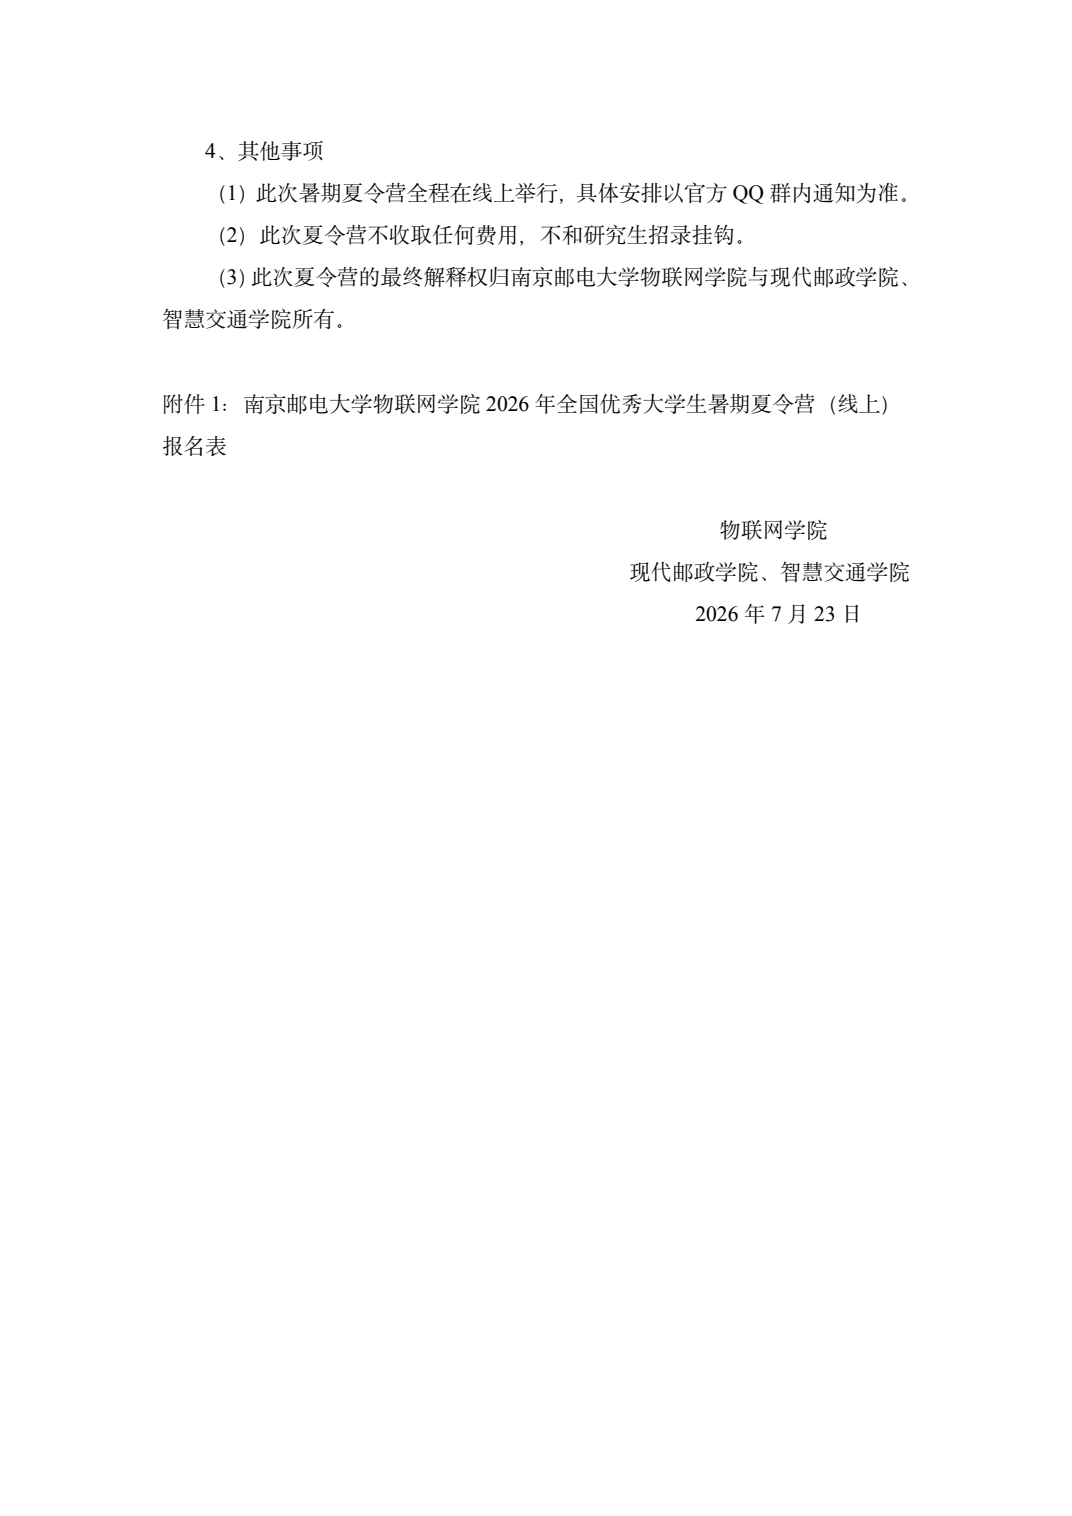 4、其他事项
（1）此次暑期夏令营全程在线上举行，具体安排以官方 QQ 群内通知为准。
（2）此次夏令营不收取任何费用，不和研究生招录挂钩。
（3）此次夏令营的最终解释权归南京邮电大学物联网学院与现代邮政学院、
智慧交通学院所有。
附件 1：南京邮电大学物联网学院 2026 年全国优秀大学生暑期夏令营（线上）
报名表
物联网学院
现代邮政学院、智慧交通学院
2026 年 7 月 23 日